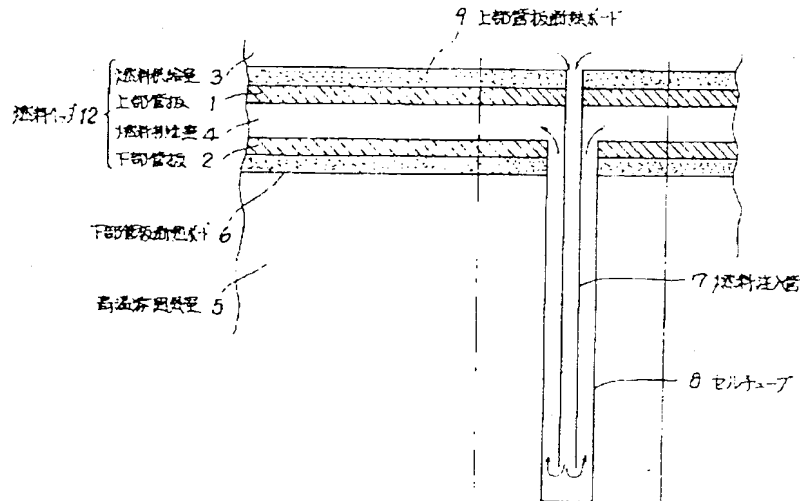 9 上部管板断熱ボード
燃料供給室 3
上部管板 1
燃料ヘッダ 12
燃料排出室 4
下部管板 2
下部管板断熱ボード 6
高温雰囲気室 5
7 燃料注入管
8 セルチューブ